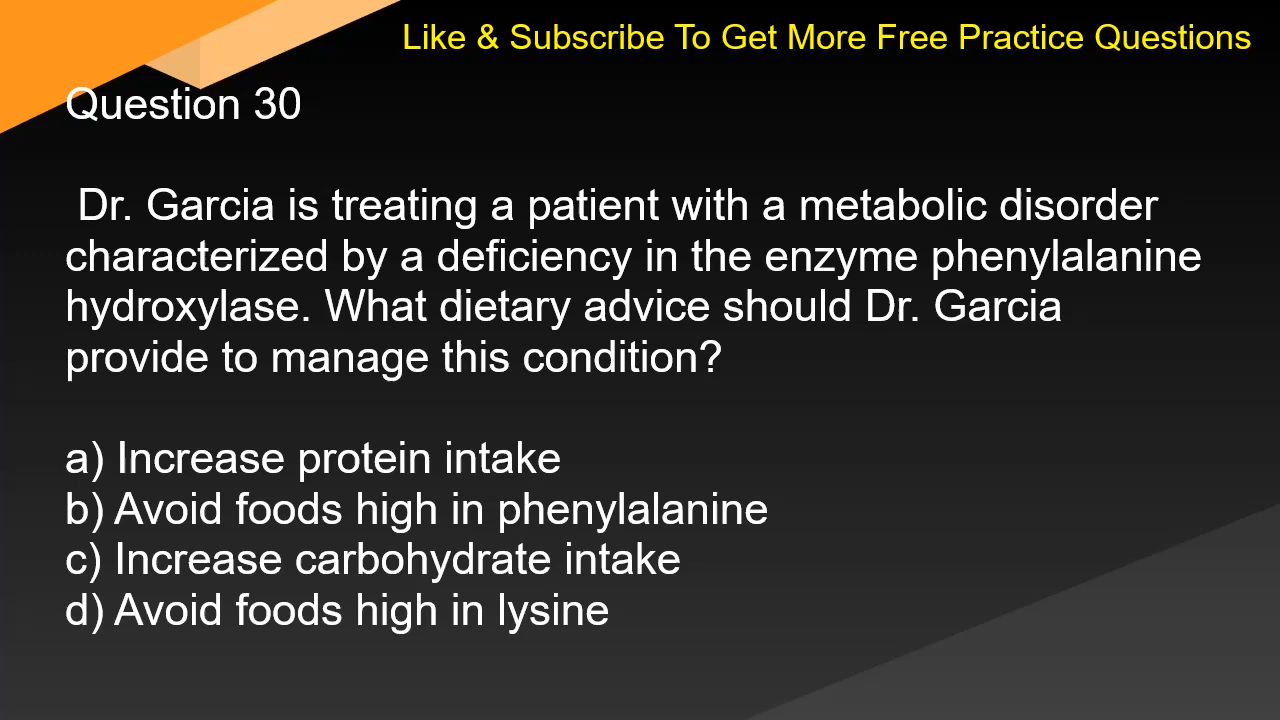 Like & Subscribe To Get More Free Practice Questions
Question 30
Dr. Garcia is treating a patient with a metabolic disorder
characterized by a deficiency in the enzyme phenylalanine
hydroxylase. What dietary advice should Dr. Garcia
provide to manage this condition?
a) Increase protein intake
b) Avoid foods high in phenylalanine
c) Increase carbohydrate intake
d) Avoid foods high in lysine